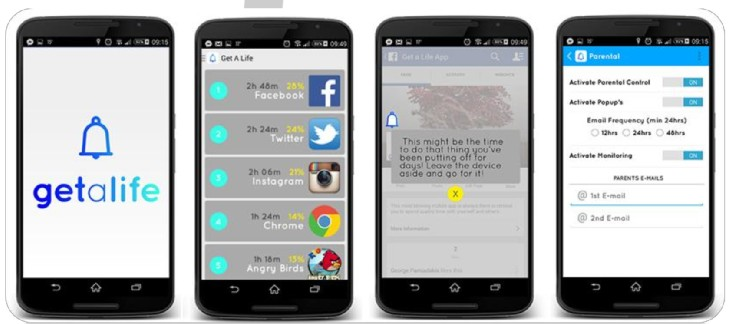 09:15
getalife
09:49
Get A Life
1
2h 48m 28%
Facebook
2
2h 24m 24%
Twitter
3
2h 06m 21%
Instagram
4
1h 24m 14%
Chrome
5
1h 18m 13%
Angry Birds
09:49
Get a Life App
This might be the time
to do that thing you've
been putting off for
days! Leave the device
aside and go for it!
X
More Information
09:15
Parental
Activate Parental Control
ON
Activate Popup's
ON
Email Frequency (min 24hrs)
12hrs
24hrs
48hrs
Activate Monitoring
ON
PARENTS E-MAILS
@ 1st E-mail
@ 2nd E-mail